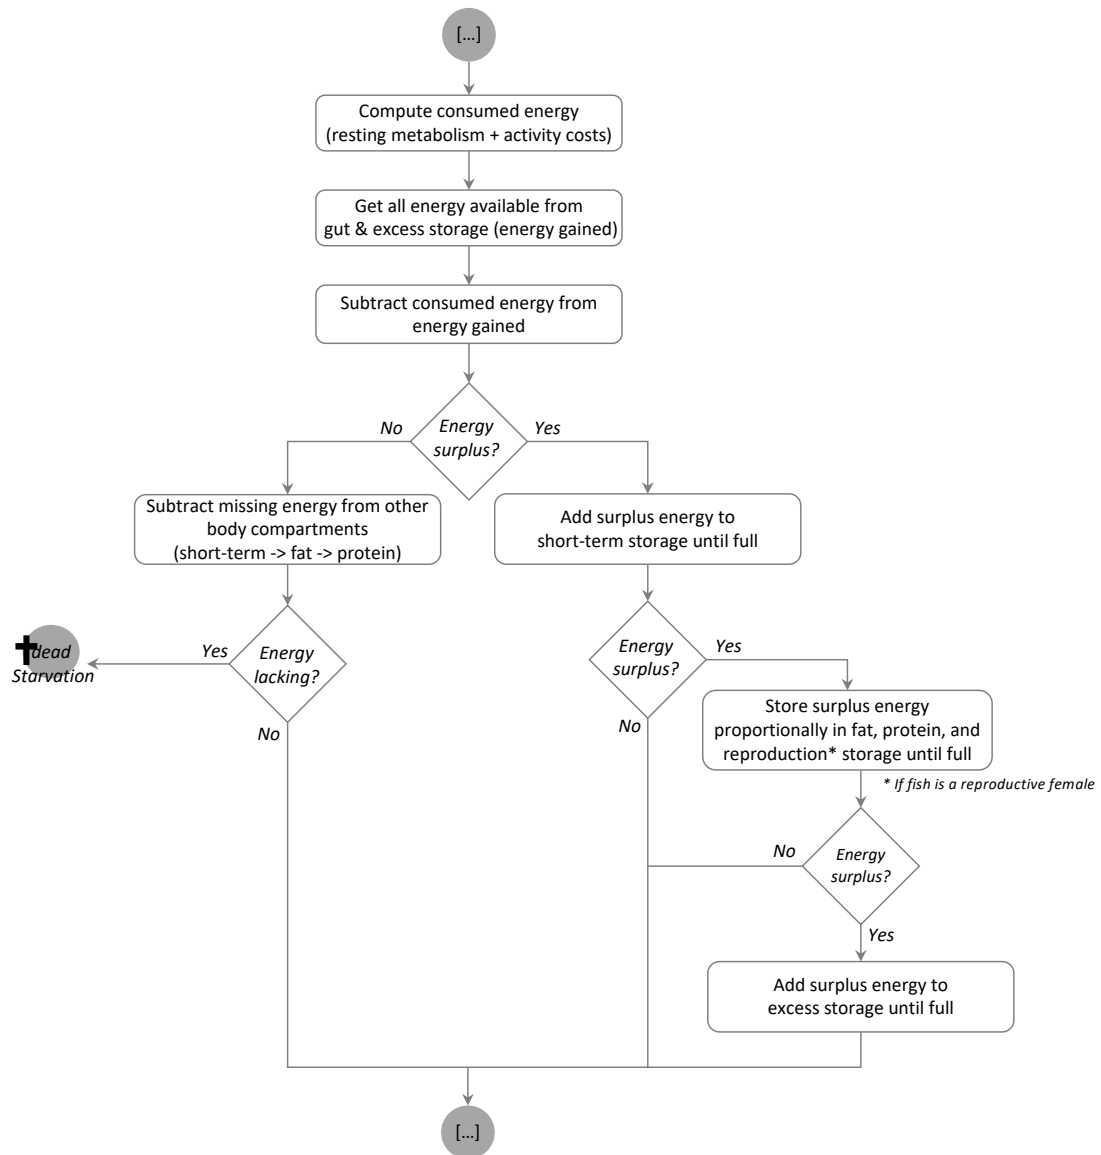 [...]
Compute consumed energy
(resting metabolism + activity costs)
Get all energy available from
gut & excess storage (energy gained)
Subtract consumed energy from
energy gained
Energy
surplus?
No
Yes
Subtract missing energy from other
body compartments
(short-term -> fat -> protein)
Add surplus energy to
short-term storage until full
Energy
lacking?
Yes
No
dead
Starvation
Energy
surplus?
Yes
No
Store surplus energy
proportionally in fat, protein, and
reproduction* storage until full
* If fish is a reproductive female
Energy
surplus?
No
Yes
Add surplus energy to
excess storage until full
[...]